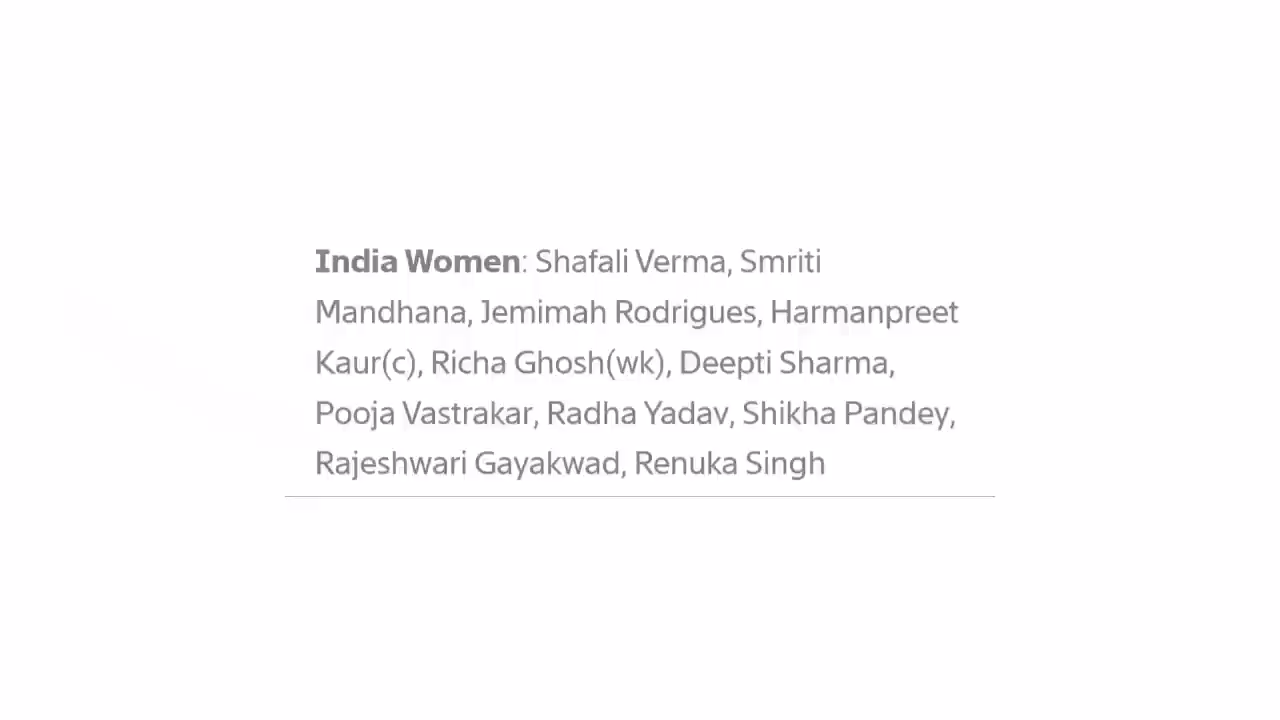 India Women: Shafali Verma, Smriti
Mandhana, Jemimah Rodrigues, Harmanpreet
Kaur(c), Richa Ghosh(wk), Deepti Sharma,
Pooja Vastrakar, Radha Yadav, Shikha Pandey,
Rajeshwari Gayakwad, Renuka Singh